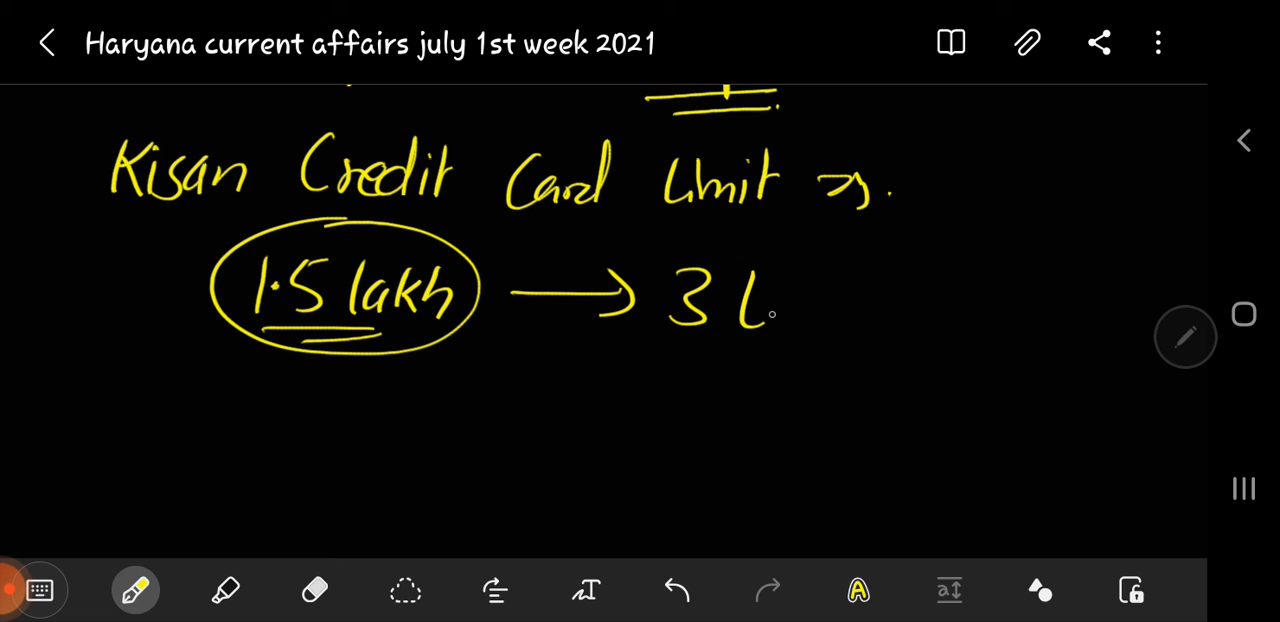 Haryana current affairs july 1st week 2021
Kisan Credit Card Limit ⇒.
1.5 lakh → 3 l